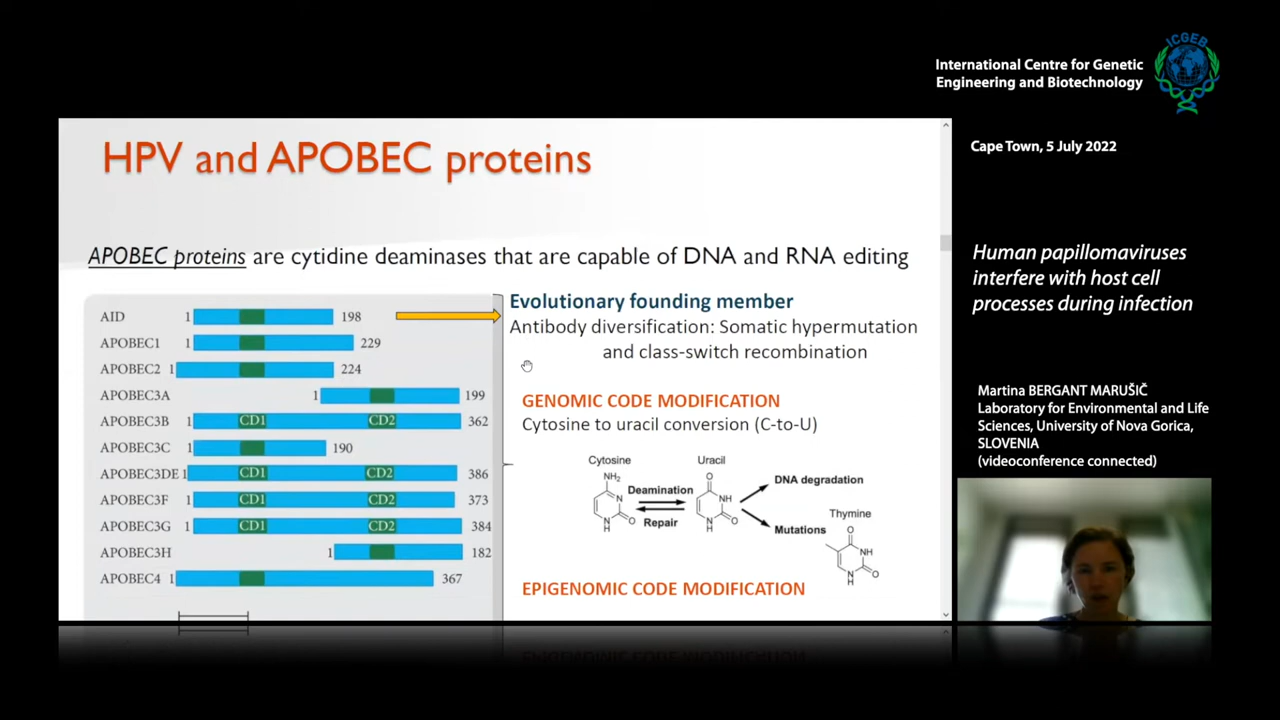 ICGEB
International Centre for Genetic
Engineering and Biotechnology
Cape Town, 5 July 2022
HPV and APOBEC proteins
APOBEC proteins are cytidine deaminases that are capable of DNA and RNA editing
AID 1 198
APOBEC1 1 229
APOBEC2 1 224
APOBEC3A 1 199
APOBEC3B 1 CD1 CD2 362
APOBEC3C 1 190
APOBEC3DE 1 CD1 CD2 386
APOBEC3F 1 CD1 CD2 373
APOBEC3G 1 CD1 CD2 384
APOBEC3H 1 182
APOBEC4 1 367
Evolutionary founding member
Antibody diversification: Somatic hypermutation
and class-switch recombination
GENOMIC CODE MODIFICATION
Cytosine to uracil conversion (C-to-U)
Cytosine
NH2
N
N
H
O
Deamination
Repair
Uracil
O
NH
N
H
O
DNA degradation
Mutations
Thymine
O
NH
N
H
O
EPIGENOMIC CODE MODIFICATION
Human papillomaviruses
interfere with host cell
processes during infection
Martina BERGANT MARUŠIČ
Laboratory for Environmental and Life
Sciences, University of Nova Gorica,
SLOVENIA
(videoconference connected)